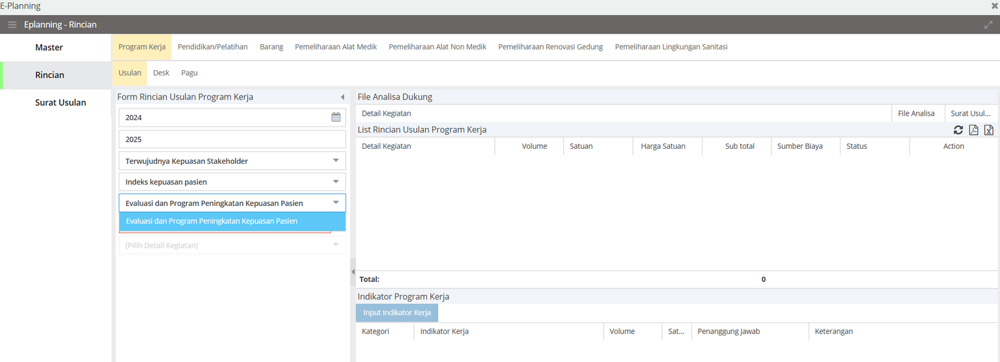 E-Planning
Eplanning - Rincian
Master
Rincian
Surat Usulan
Program Kerja Pendidikan/Pelatihan Barang Pemeliharaan Alat Medik Pemeliharaan Alat Non Medik Pemeliharaan Renovasi Gedung Pemeliharaan Lingkungan Sanitasi
Usulan Desk Pagu
Form Rincian Usulan Program Kerja
2024
2025
Terwujudnya Kepuasan Stakeholder
Indeks kepuasan pasien
Evaluasi dan Program Peningkatan Kepuasan Pasien
Evaluasi dan Program Peningkatan Kepuasan Pasien
[Pilih Detail Kegiatan]
File Analisa Dukung
Detail Kegiatan File Analisa Surat Usul...
List Rincian Usulan Program Kerja
Detail Kegiatan Volume Satuan Harga Satuan Sub total Sumber Biaya Status Action
Total: 0
Indikator Program Kerja
Input Indikator Kerja
Kategori Indikator Kerja Volume Sat... Penanggung Jawab Keterangan